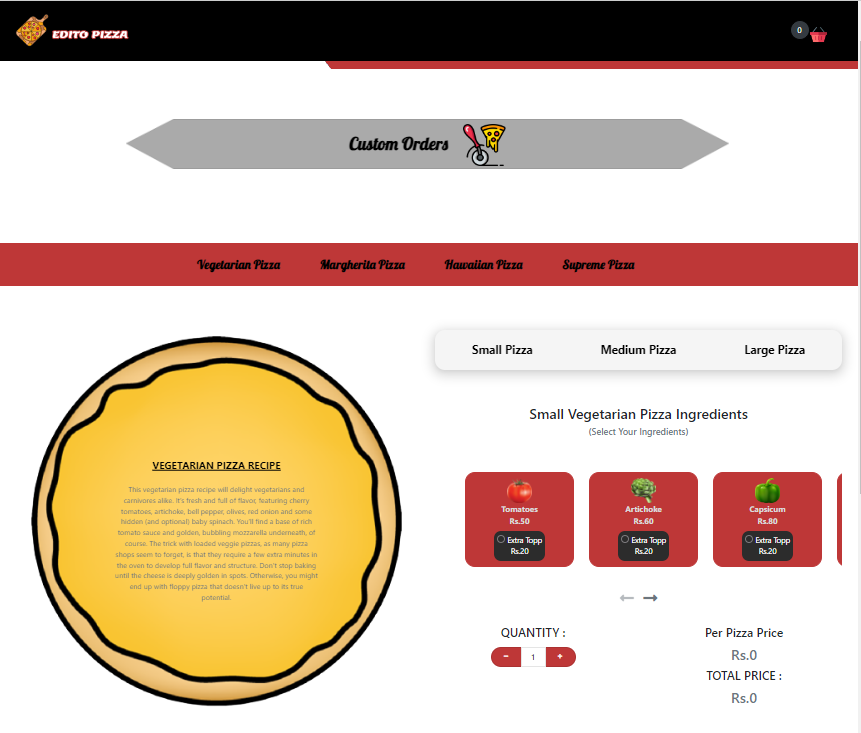 EDITO PIZZA
0
Custom Orders
Vegetarian Pizza Margherita Pizza Hawaiian Pizza Supreme Pizza
Small Pizza Medium Pizza Large Pizza
Small Vegetarian Pizza Ingredients
(Select Your Ingredients)
VEGETARIAN PIZZA RECIPE
This vegetarian pizza recipe will delight vegetarians and
carnivores alike. It's fresh and full of flavor, featuring cherry
tomatoes, artichoke, bell pepper, olives, red onion and some
hidden (and optional) baby spinach. You'll find a base of rich
tomato sauce and golden, bubbling mozzarella underneath, of
course. The trick with loaded veggie pizzas, as many pizza
shops seem to forget, is that they require a few extra minutes in
the oven to develop full flavor and structure. Don't stop baking
until the cheese is deeply golden in spots. Otherwise, you might
end up with floppy pizza that doesn't live up to its true
potential.
Tomatoes
Rs.50
Extra Topp
Rs.20
Artichoke
Rs.60
Extra Topp
Rs.20
Capsicum
Rs.80
Extra Topp
Rs.20
QUANTITY :
- 1 +
Per Pizza Price
Rs.0
TOTAL PRICE :
Rs.0